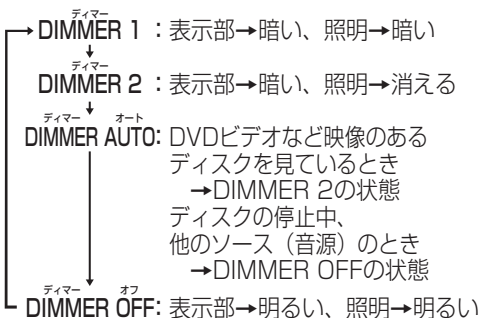 ディマー
DIMMER 1 : 表示部→暗い、照明→暗い
ディマー
DIMMER 2 : 表示部→暗い、照明→消える
ディマー オート
DIMMER AUTO: DVDビデオなど映像のある
ディスクを見ているとき
→DIMMER 2の状態
ディスクの停止中、
他のソース（音源）のとき
→DIMMER OFFの状態
ディマー オフ
DIMMER OFF: 表示部→明るい、照明→明るい